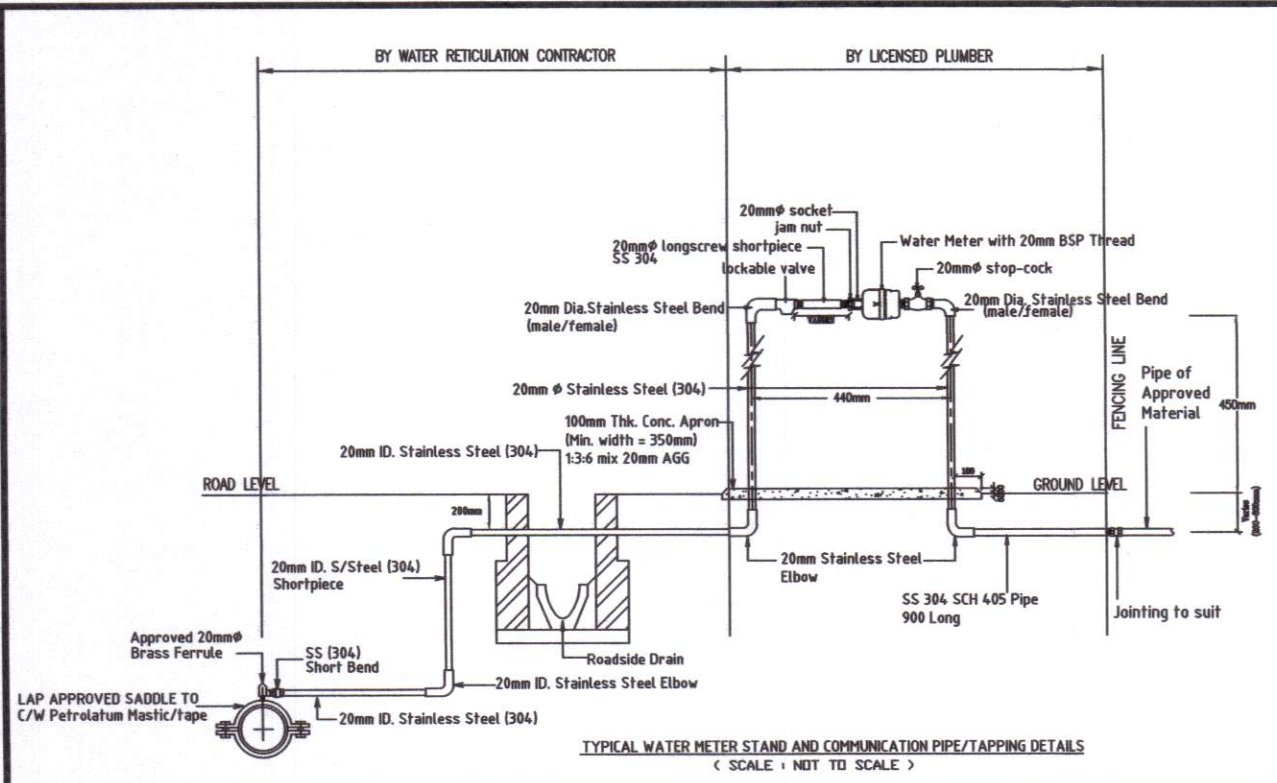 BY WATER RETICULATION CONTRACTOR
BY LICENSED PLUMBER
20mmø socket
jam nut
20mmø longscrew shortpiece
SS 304
lockable valve
Water Meter with 20mm BSP Thread
20mmø stop-cock
20mm Dia.Stainless Steel Bend
(male/female)
20mm Dia. Stainless Steel Bend
(male/female)
FENCING LINE
Pipe of
Approved
Material
450mm
20mm ø Stainless Steel (304)
440mm
100mm Thk. Conc. Apron
(Min. width = 350mm)
1:3:6 mix 20mm AGG
20mm ID. Stainless Steel (304)
ROAD LEVEL
100
GROUND LEVEL
200mm
Varies
20mm ID. S/Steel (304)
Shortpiece
20mm Stainless Steel
Elbow
SS 304 SCH 40S Pipe
900 Long
Jointing to suit
Approved 20mmø
Brass Ferrule
SS (304)
Short Bend
Roadside Drain
20mm ID. Stainless Steel Elbow
LAP APPROVED SADDLE TO
C/W Petrolatum Mastic/tape
20mm ID. Stainless Steel (304)
TYPICAL WATER METER STAND AND COMMUNICATION PIPE/TAPPING DETAILS
( SCALE : NOT TO SCALE )